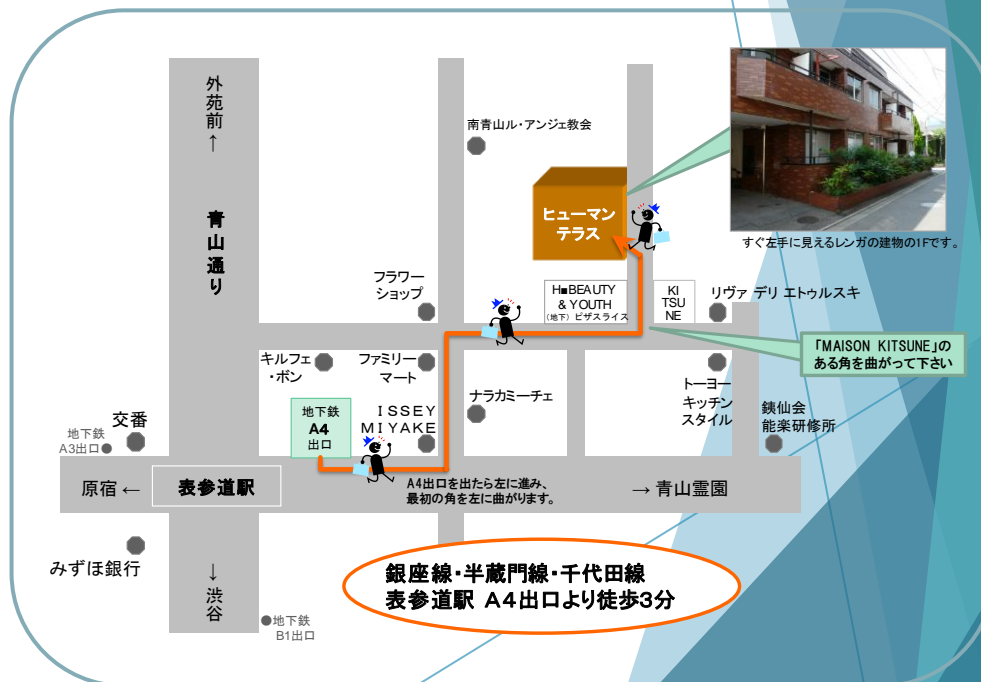 外苑前
↑
青山通り
南青山ル・アンジェ教会
ヒューマン
テラス
すぐ左手に見えるレンガの建物の1Fです。
フラワー
ショップ
H■BEAUTY
& YOUTH
(地下) ピザスライス
KI
TSU
NE
リヴァ デリ エトゥルスキ
「MAISON KITSUNE」の
ある角を曲がって下さい
キルフェ
・ボン
ファミリー
マート
ナラカミーチェ
トーヨー
キッチン
スタイル
銕仙会
能楽研修所
交番
地下鉄
A3出口●
地下鉄
A4
出口
ISSEY
MIYAKE
原宿 ←
表参道駅
A4出口を出たら左に進み、
最初の角を左に曲がります。
→ 青山霊園
みずほ銀行
↓
渋谷
●地下鉄
B1出口
銀座線・半蔵門線・千代田線
表参道駅 A4出口より徒歩3分